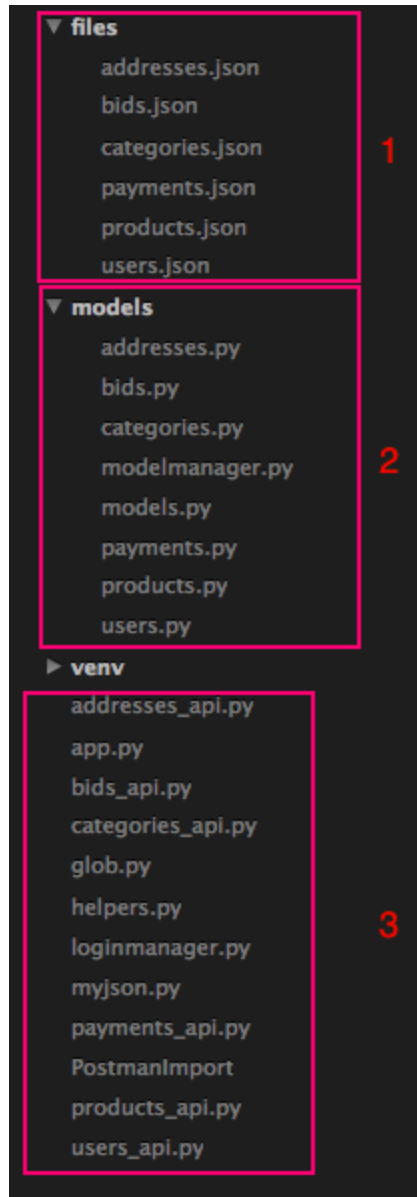 files
addresses.json
bids.json
categories.json
payments.json
products.json
users.json
1
models
addresses.py
bids.py
categories.py
modelmanager.py
models.py
payments.py
products.py
users.py
2
venv
addresses_api.py
app.py
bids_api.py
categories_api.py
glob.py
helpers.py
loginmanager.py
myjson.py
payments_api.py
PostmanImport
products_api.py
users_api.py
3